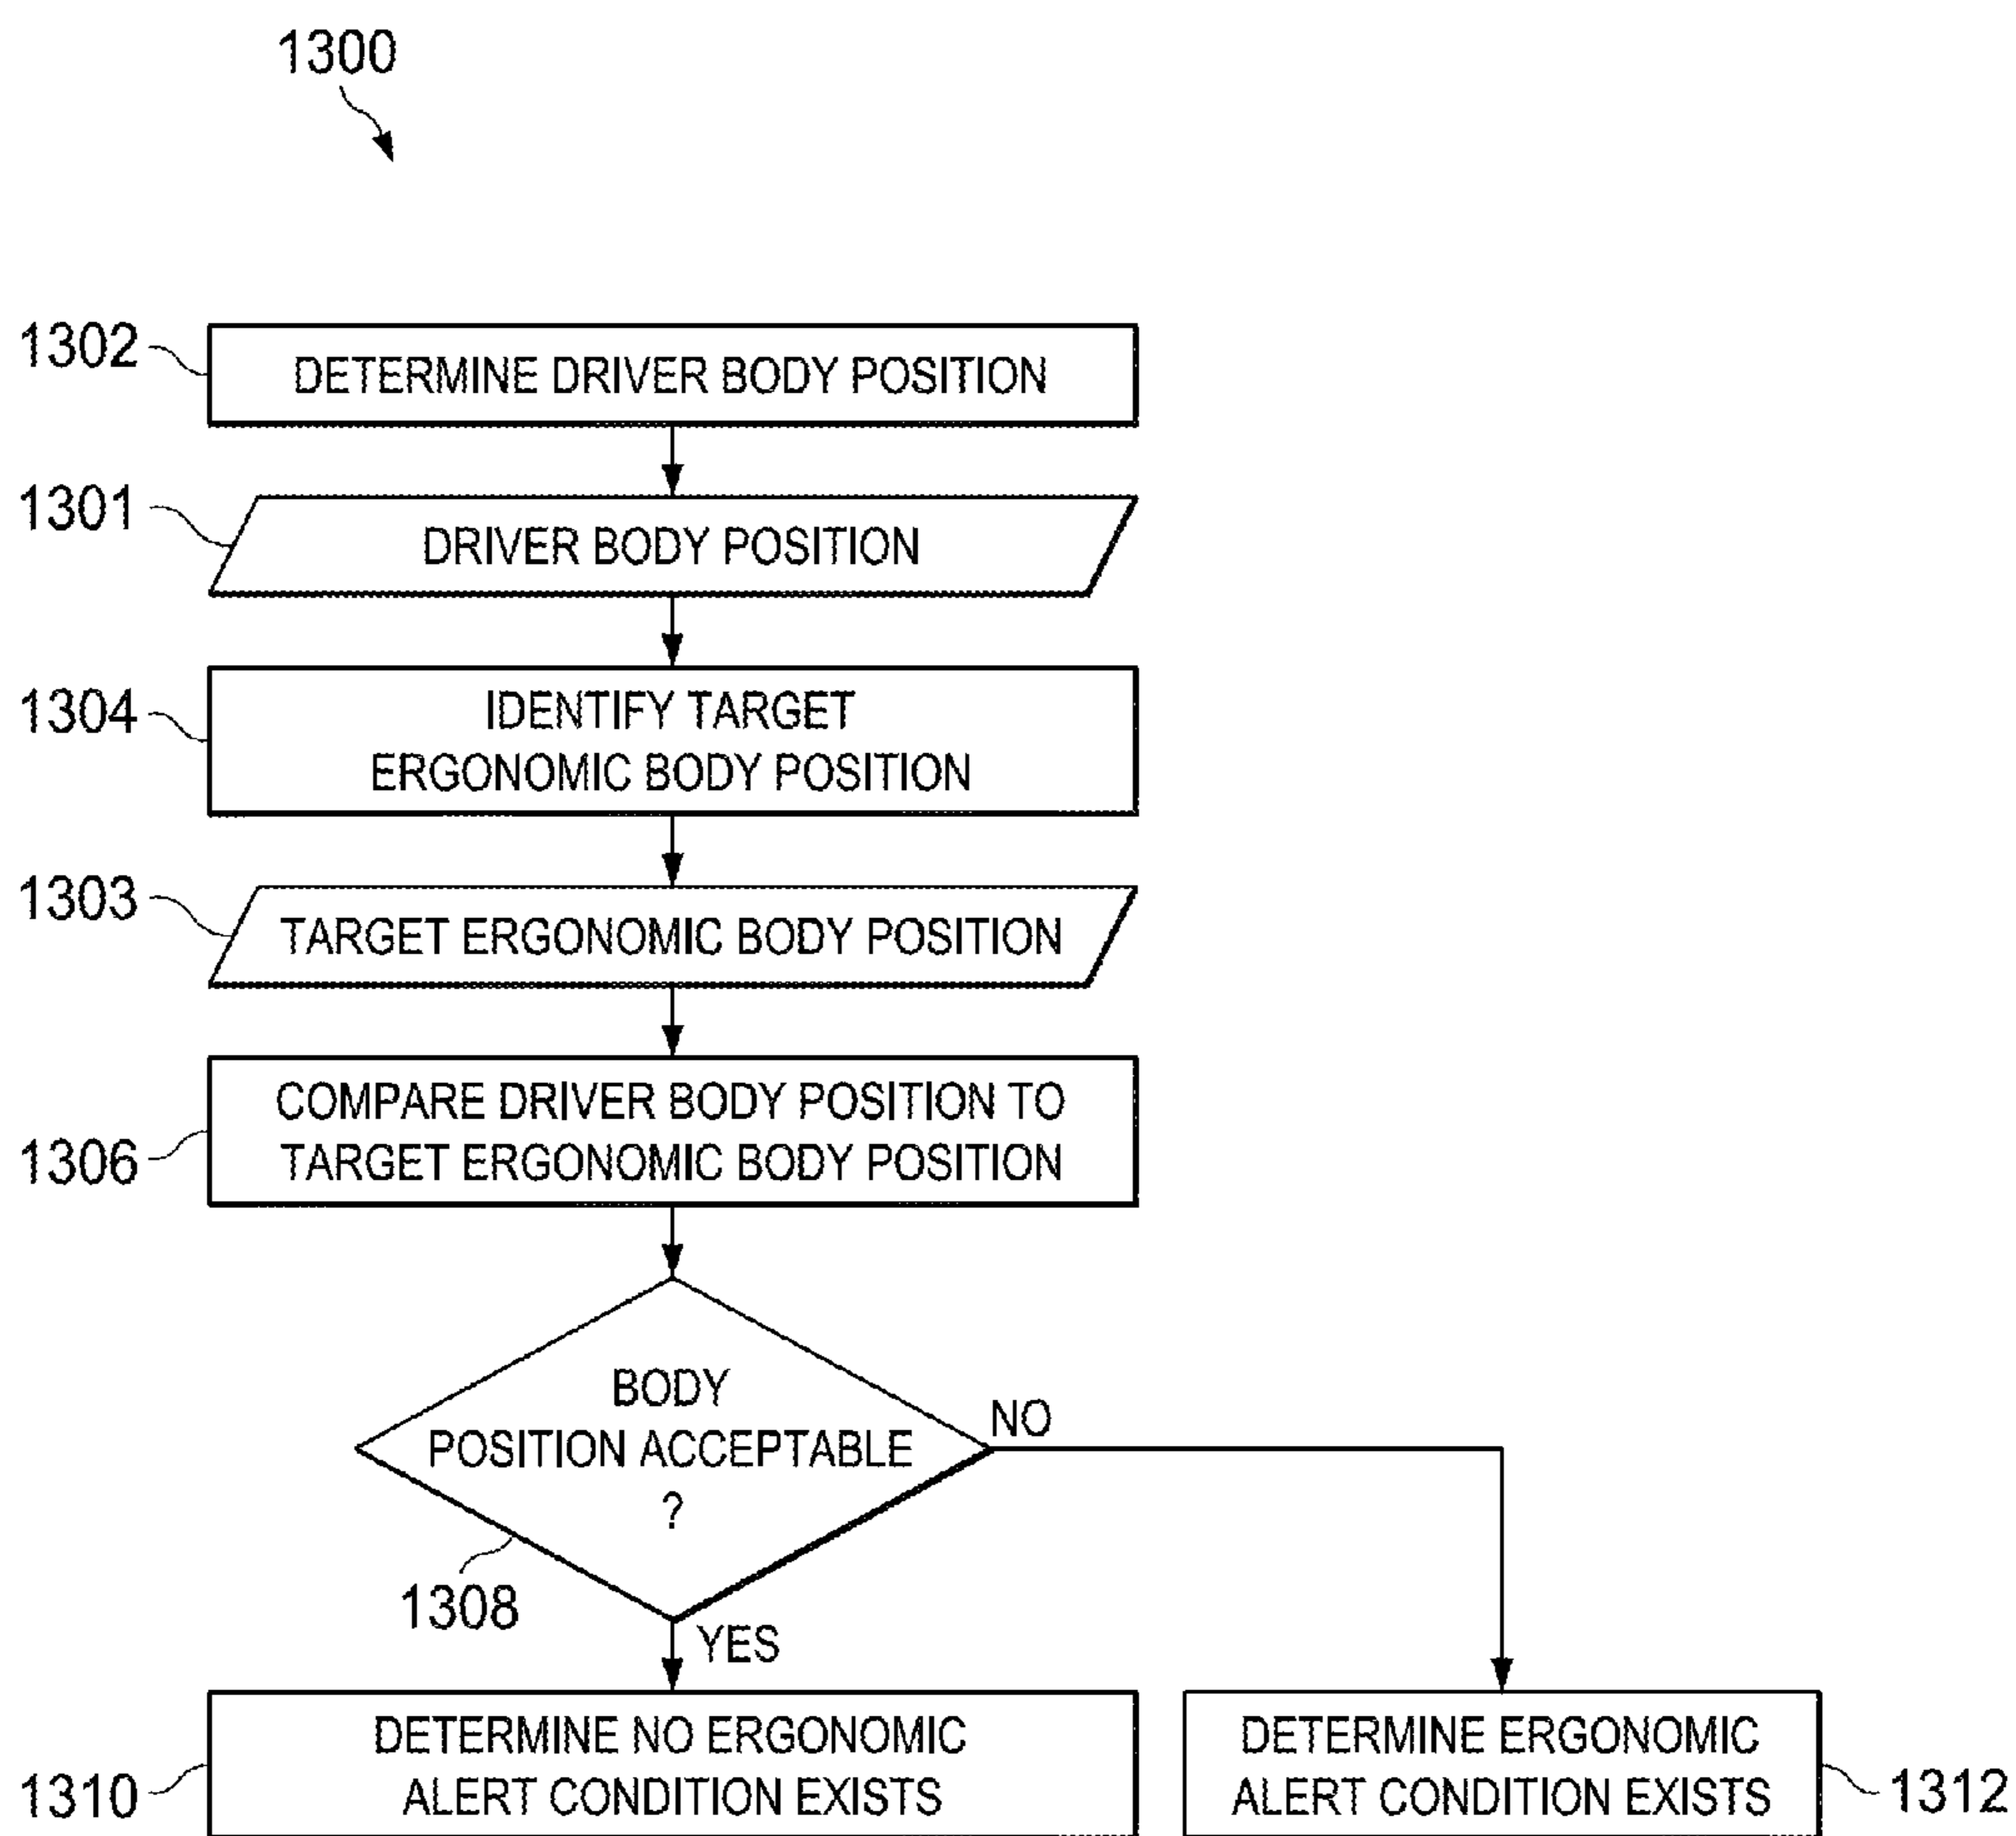 1300
1302
DETERMINE DRIVER BODY POSITION
1301
DRIVER BODY POSITION
1304
IDENTIFY TARGET
ERGONOMIC BODY POSITION
1303
TARGET ERGONOMIC BODY POSITION
1306
COMPARE DRIVER BODY POSITION TO
TARGET ERGONOMIC BODY POSITION
BODY
POSITION ACCEPTABLE
?
NO
1308
YES
1310
DETERMINE NO ERGONOMIC
ALERT CONDITION EXISTS
DETERMINE ERGONOMIC
ALERT CONDITION EXISTS
1312